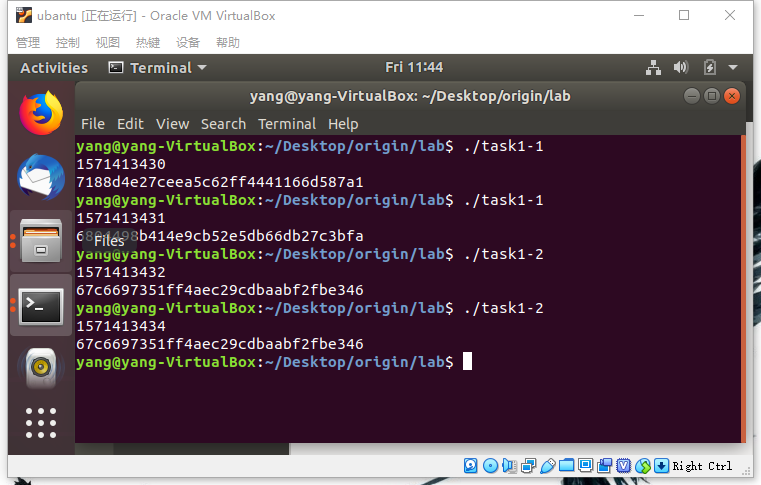 ubantu [正在运行] - Oracle VM VirtualBox
管理 控制 视图 热键 设备 帮助
Activities Terminal Fri 11:44
yang@yang-VirtualBox: ~/Desktop/origin/lab
File Edit View Search Terminal Help
yang@yang-VirtualBox:~/Desktop/origin/lab$ ./task1-1
1571413430
7188d4e27ceea5c62ff4441166d587a1
yang@yang-VirtualBox:~/Desktop/origin/lab$ ./task1-1
1571413431
Files
yang@yang-VirtualBox:~/Desktop/origin/lab$ ./task1-2
1571413432
67c6697351ff4aec29cdbaabf2fbe346
yang@yang-VirtualBox:~/Desktop/origin/lab$ ./task1-2
1571413434
67c6697351ff4aec29cdbaabf2fbe346
yang@yang-VirtualBox:~/Desktop/origin/lab$
Right Ctrl